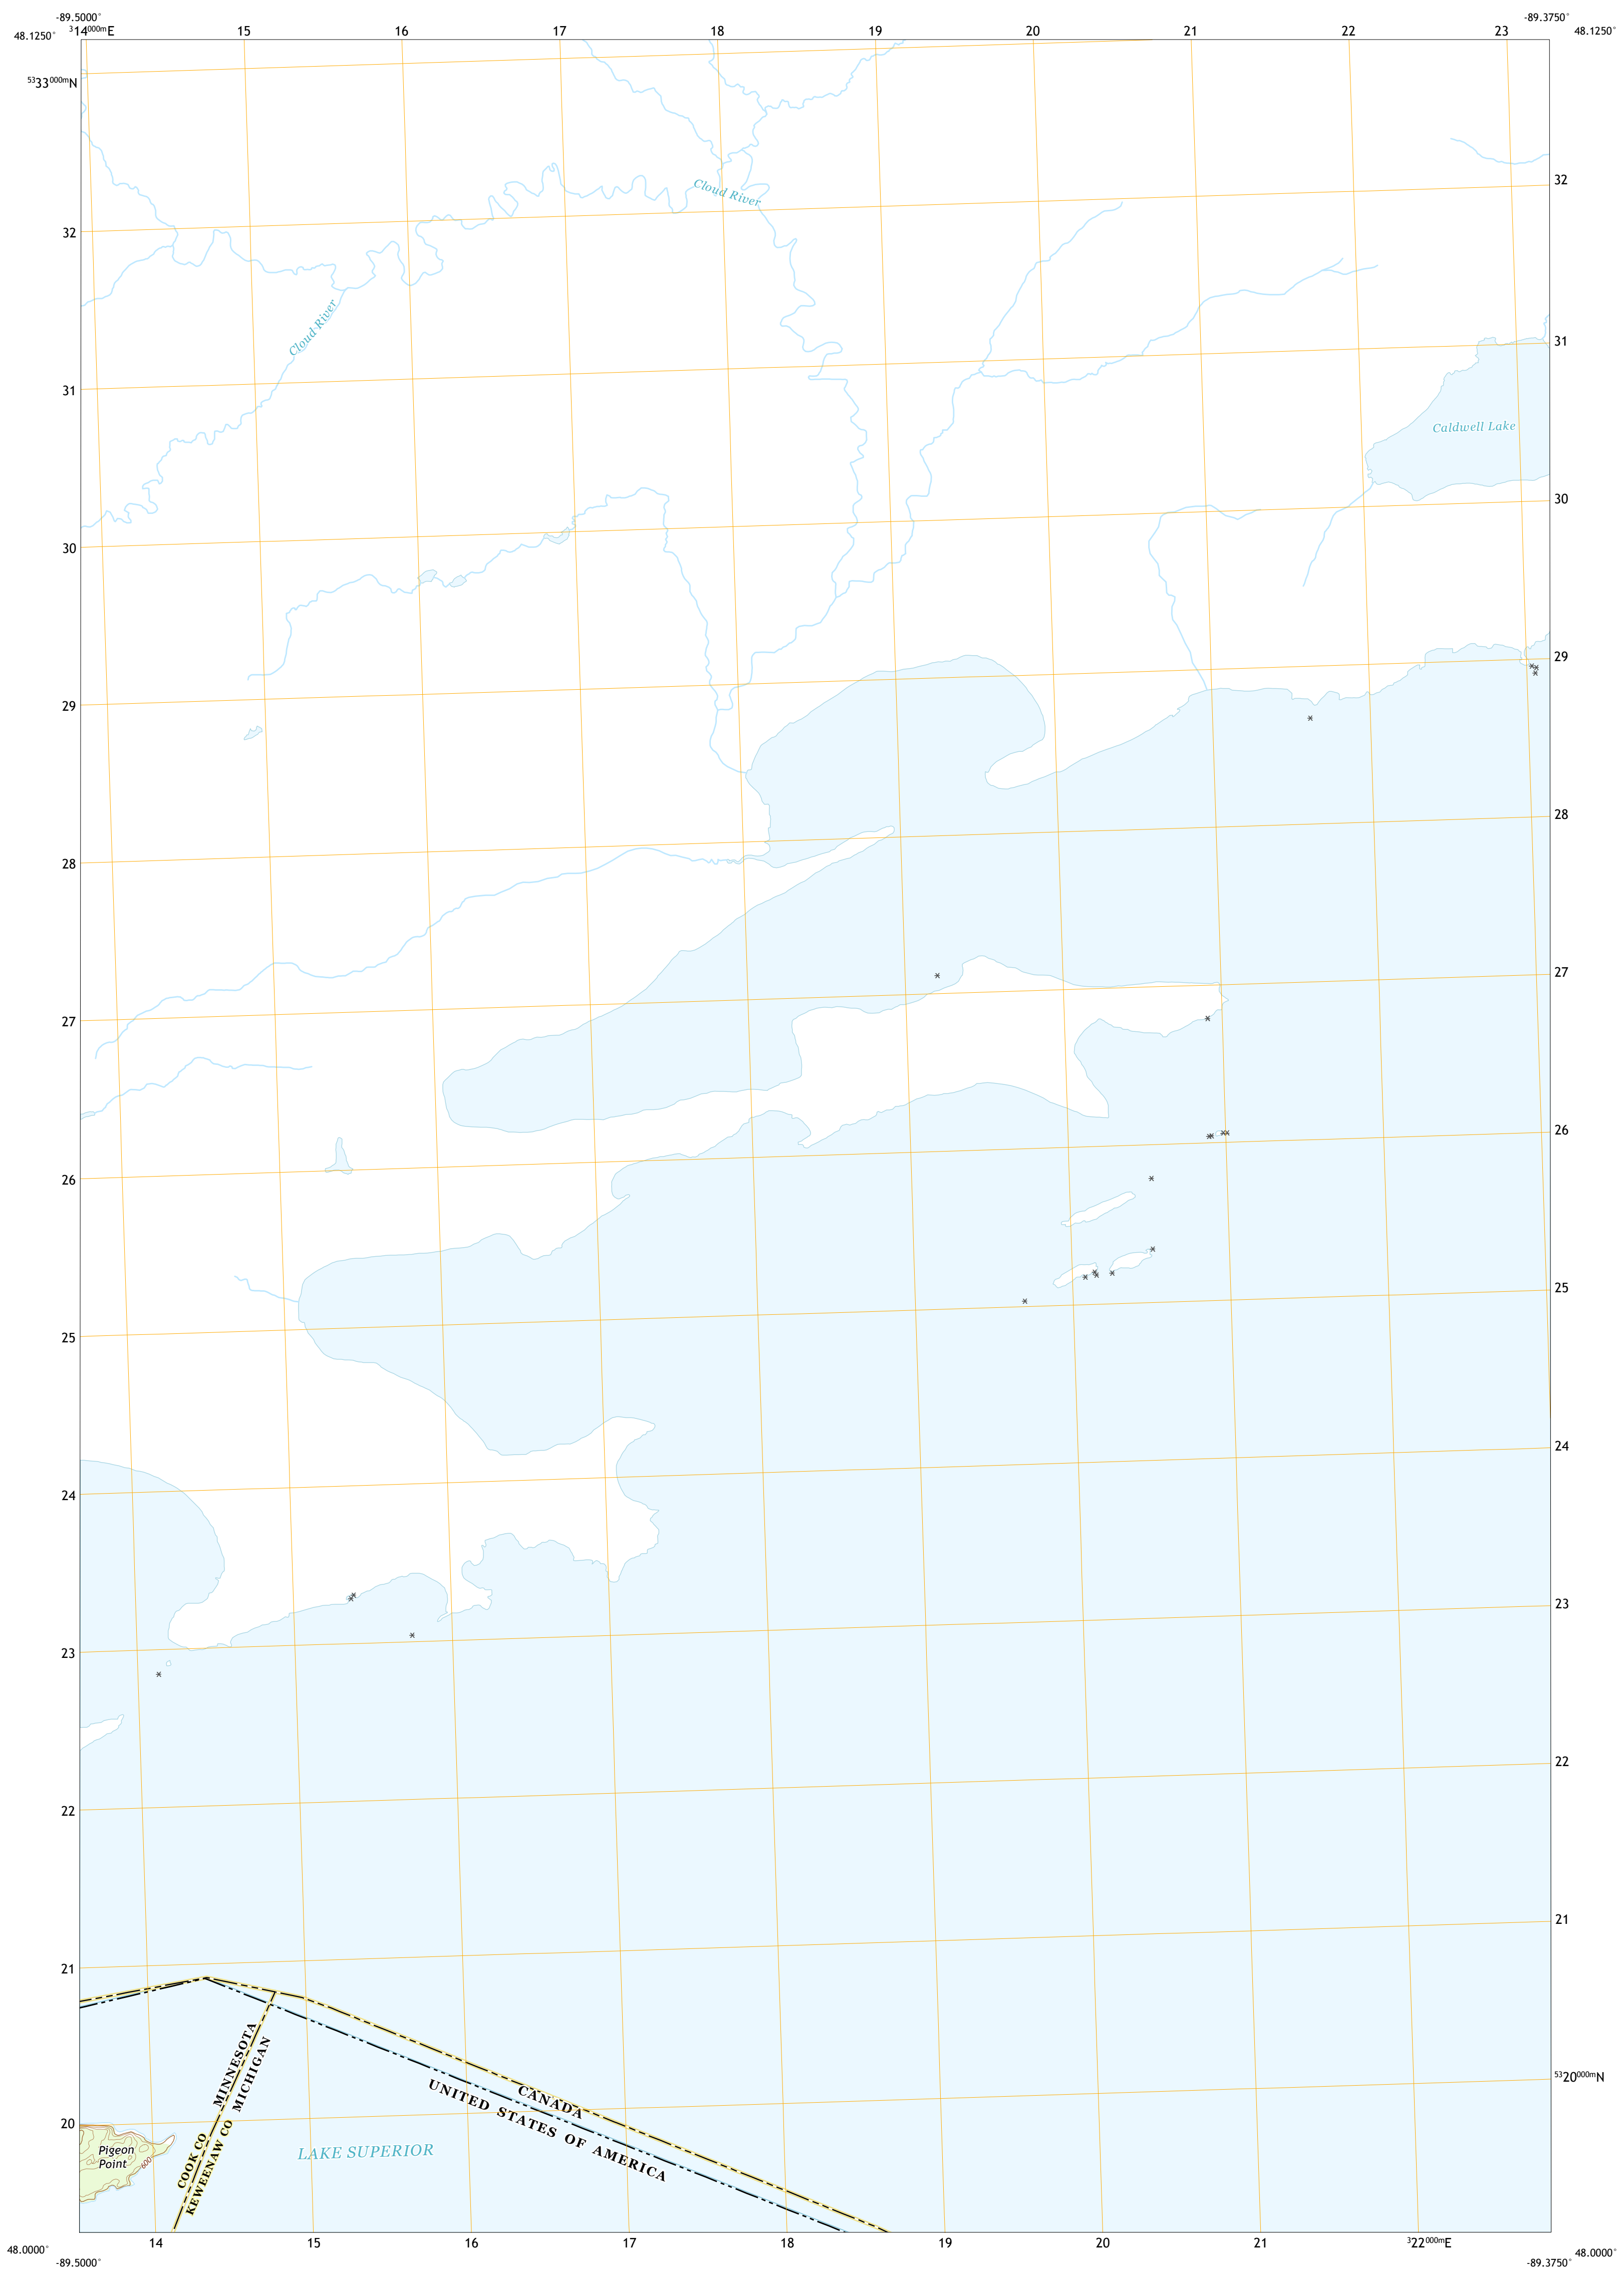 -89.5000°
-89.3750°
48.1250°
³14⁰⁰⁰ᵐE 15 16 17 18 19 20 21 22 23
48.1250°
⁵³33⁰⁰⁰ᵐN
Cloud River
32
32
Cloud River
31
31
Caldwell Lake
30
30
29
29
28
28
27
27
26
26
25
25
24
24
23
23
22
22
21
21
MINNESOTA
MICHIGAN
CANADA
UNITED STATES OF AMERICA
⁵³20⁰⁰⁰ᵐN
20
COOK CO
KEWEENAW CO
Pigeon
Point
600
LAKE SUPERIOR
14 15 16 17 18 19 20 21 ³22⁰⁰⁰ᵐE
48.0000°
48.0000°
-89.5000°
-89.3750°